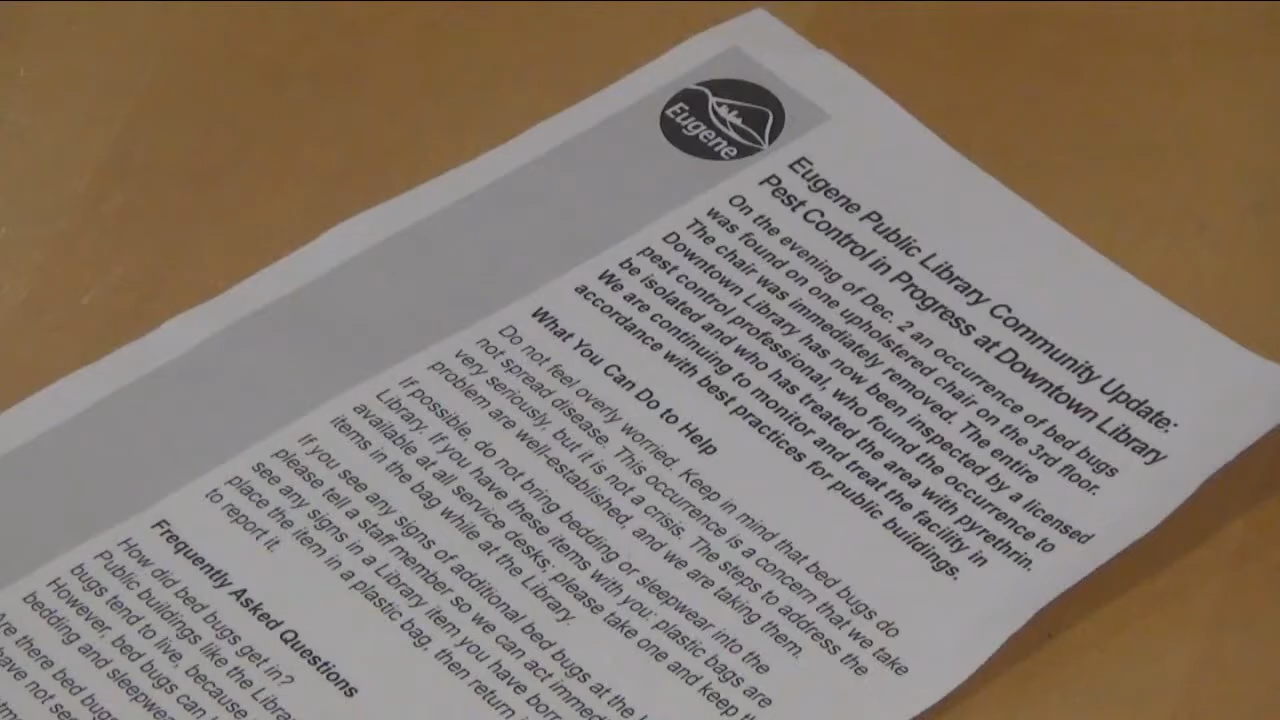 Eugene
Eugene Public Library Community Update:
Pest Control in Progress at Downtown Library
On the evening of Dec. 2 an occurrence of bed bugs
was found on one upholstered chair on the 3rd floor.
The chair was immediately removed. The entire
Downtown Library has now been inspected by a licensed
pest control professional, who found the occurrence to
be isolated and who has treated the area with pyrethrin.
We are continuing to monitor and treat the facility in
accordance with best practices for public buildings.
What You Can Do to Help
Do not feel overly worried. Keep in mind that bed bugs do
not spread disease. This occurrence is a concern that we take
very seriously, but it is not a crisis. The steps to address the
problem are well-established, and we are taking them.
If possible, do not bring bedding or sleepwear into the
Library. If you have these items with you: plastic bags are
available at all service desks; please take one and keep
items in the bag while at the Library.
If you see any signs of additional bed bugs at the
please tell a staff member so we can act
see any signs in a Library item you have
place the item in a plastic bag, then return
to report it.
Frequently Asked Questions
How did bed bugs get in?
Public buildings like the
bugs tend to live, because
However, bed bugs can
bedding and
there bed
have not